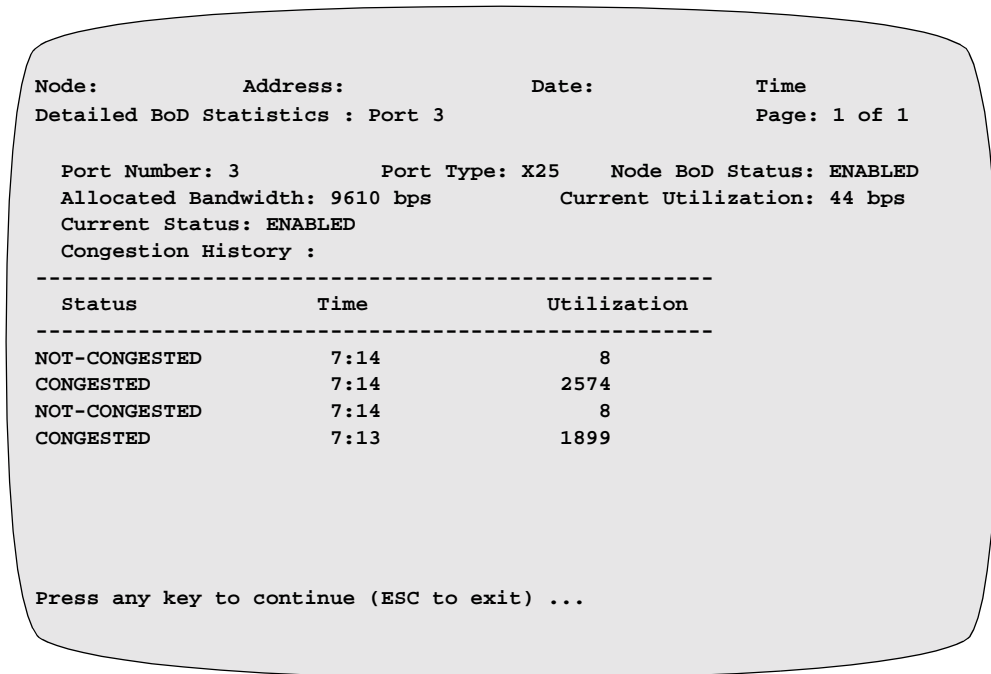 Node: Address: Date: Time
Detailed BoD Statistics : Port 3 Page: 1 of 1
Port Number: 3 Port Type: X25 Node BoD Status: ENABLED
Allocated Bandwidth: 9610 bps Current Utilization: 44 bps
Current Status: ENABLED
Congestion History :
-----------------------------------------------------
Status Time Utilization
-----------------------------------------------------
NOT-CONGESTED 7:14 8
CONGESTED 7:14 2574
NOT-CONGESTED 7:14 8
CONGESTED 7:13 1899
Press any key to continue (ESC to exit) ...